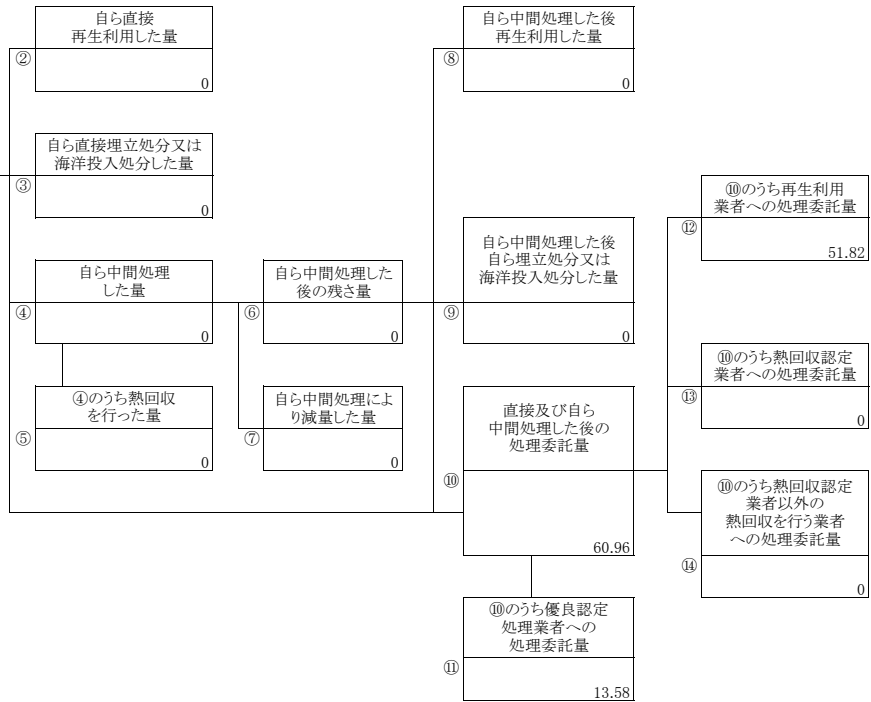 自ら直接
再生利用した量
②
0
自ら中間処理した後
再生利用した量
⑧
0
自ら直接埋立処分又は
海洋投入処分した量
③
0
⑩のうち再生利用
業者への処理委託量
⑫
51.82
自ら中間処理
した量
④
0
自ら中間処理した
後の残さ量
⑥
0
自ら中間処理した後
自ら埋立処分又は
海洋投入処分した量
⑨
0
⑩のうち熱回収認定
業者への処理委託量
⑬
0
④のうち熱回収
を行った量
⑤
0
自ら中間処理によ
り減量した量
⑦
0
直接及び自ら
中間処理した後の
処理委託量
⑩
60.96
⑩のうち熱回収認定
業者以外の
熱回収を行う業者
への処理委託量
⑭
0
⑩のうち優良認定
処理業者への
処理委託量
⑪
13.58